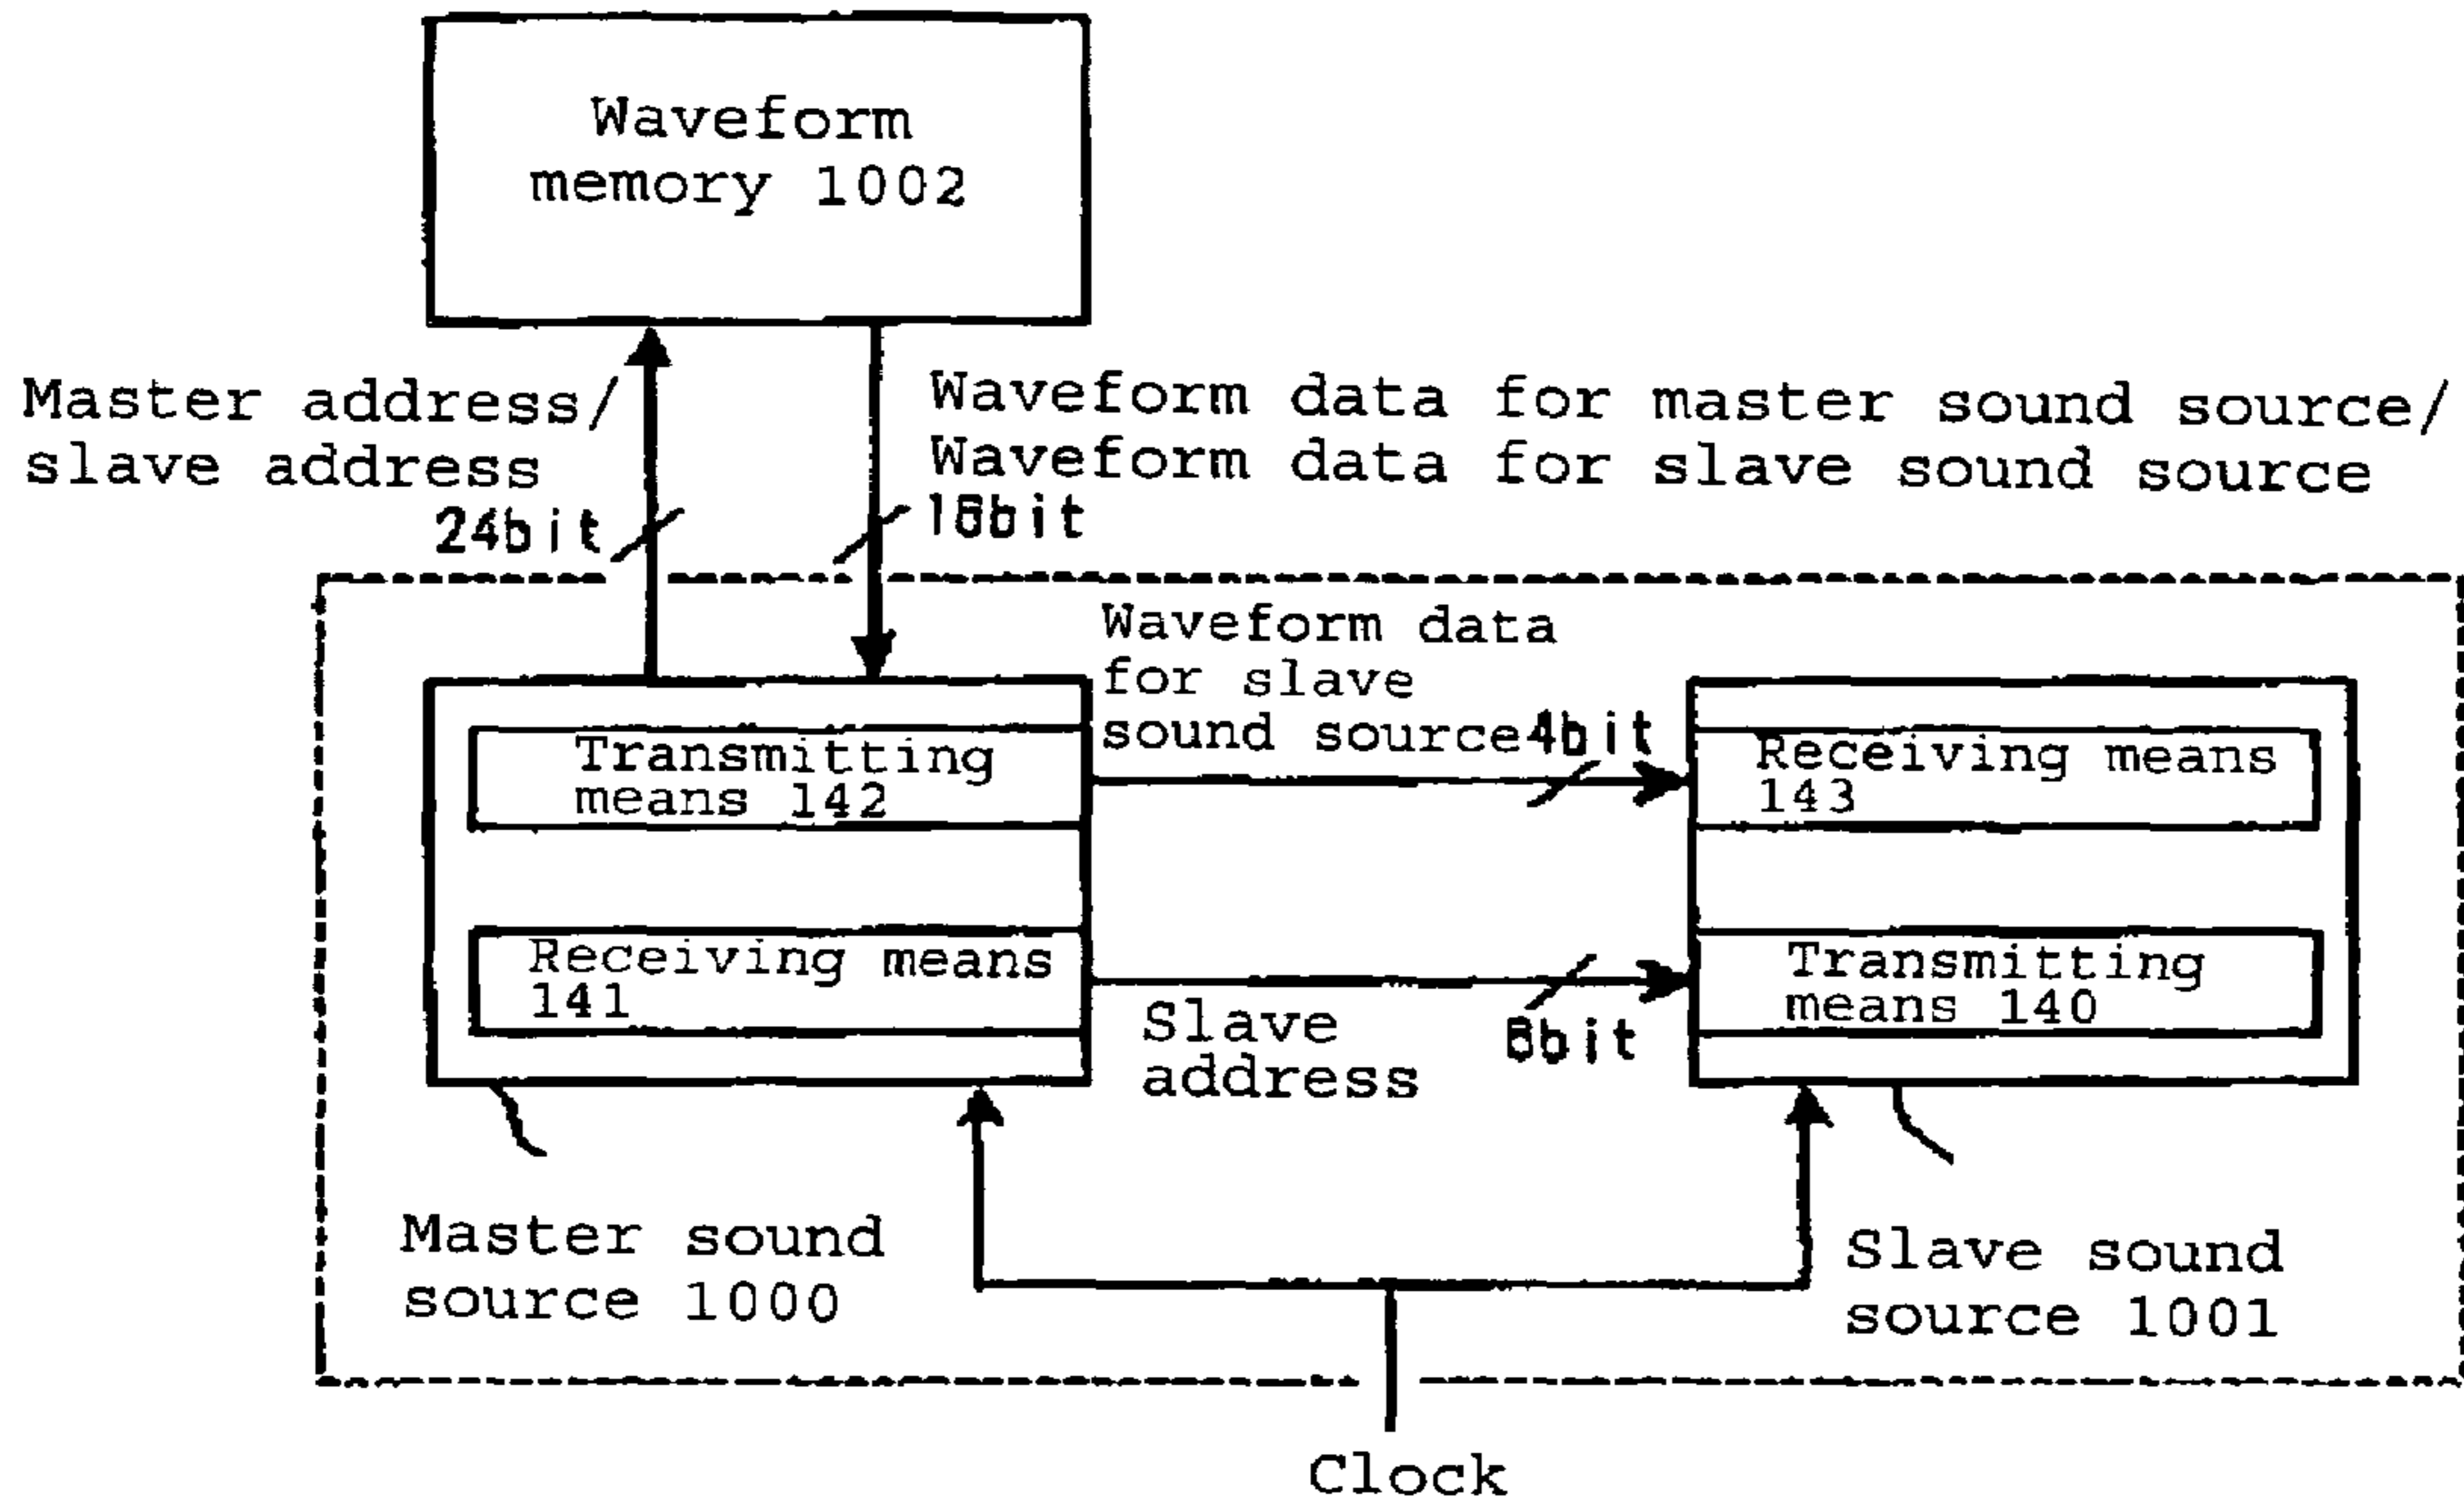 Waveform
memory 1002
Master address/
slave address
24bit
Waveform data for master sound source/
Waveform data for slave sound source
16bit
Waveform data
for slave
sound source 4bit
Transmitting
means 142
Receiving means
143
Receiving means
141
Transmitting
means 140
Slave
address
6bit
Master sound
source 1000
Slave sound
source 1001
Clock